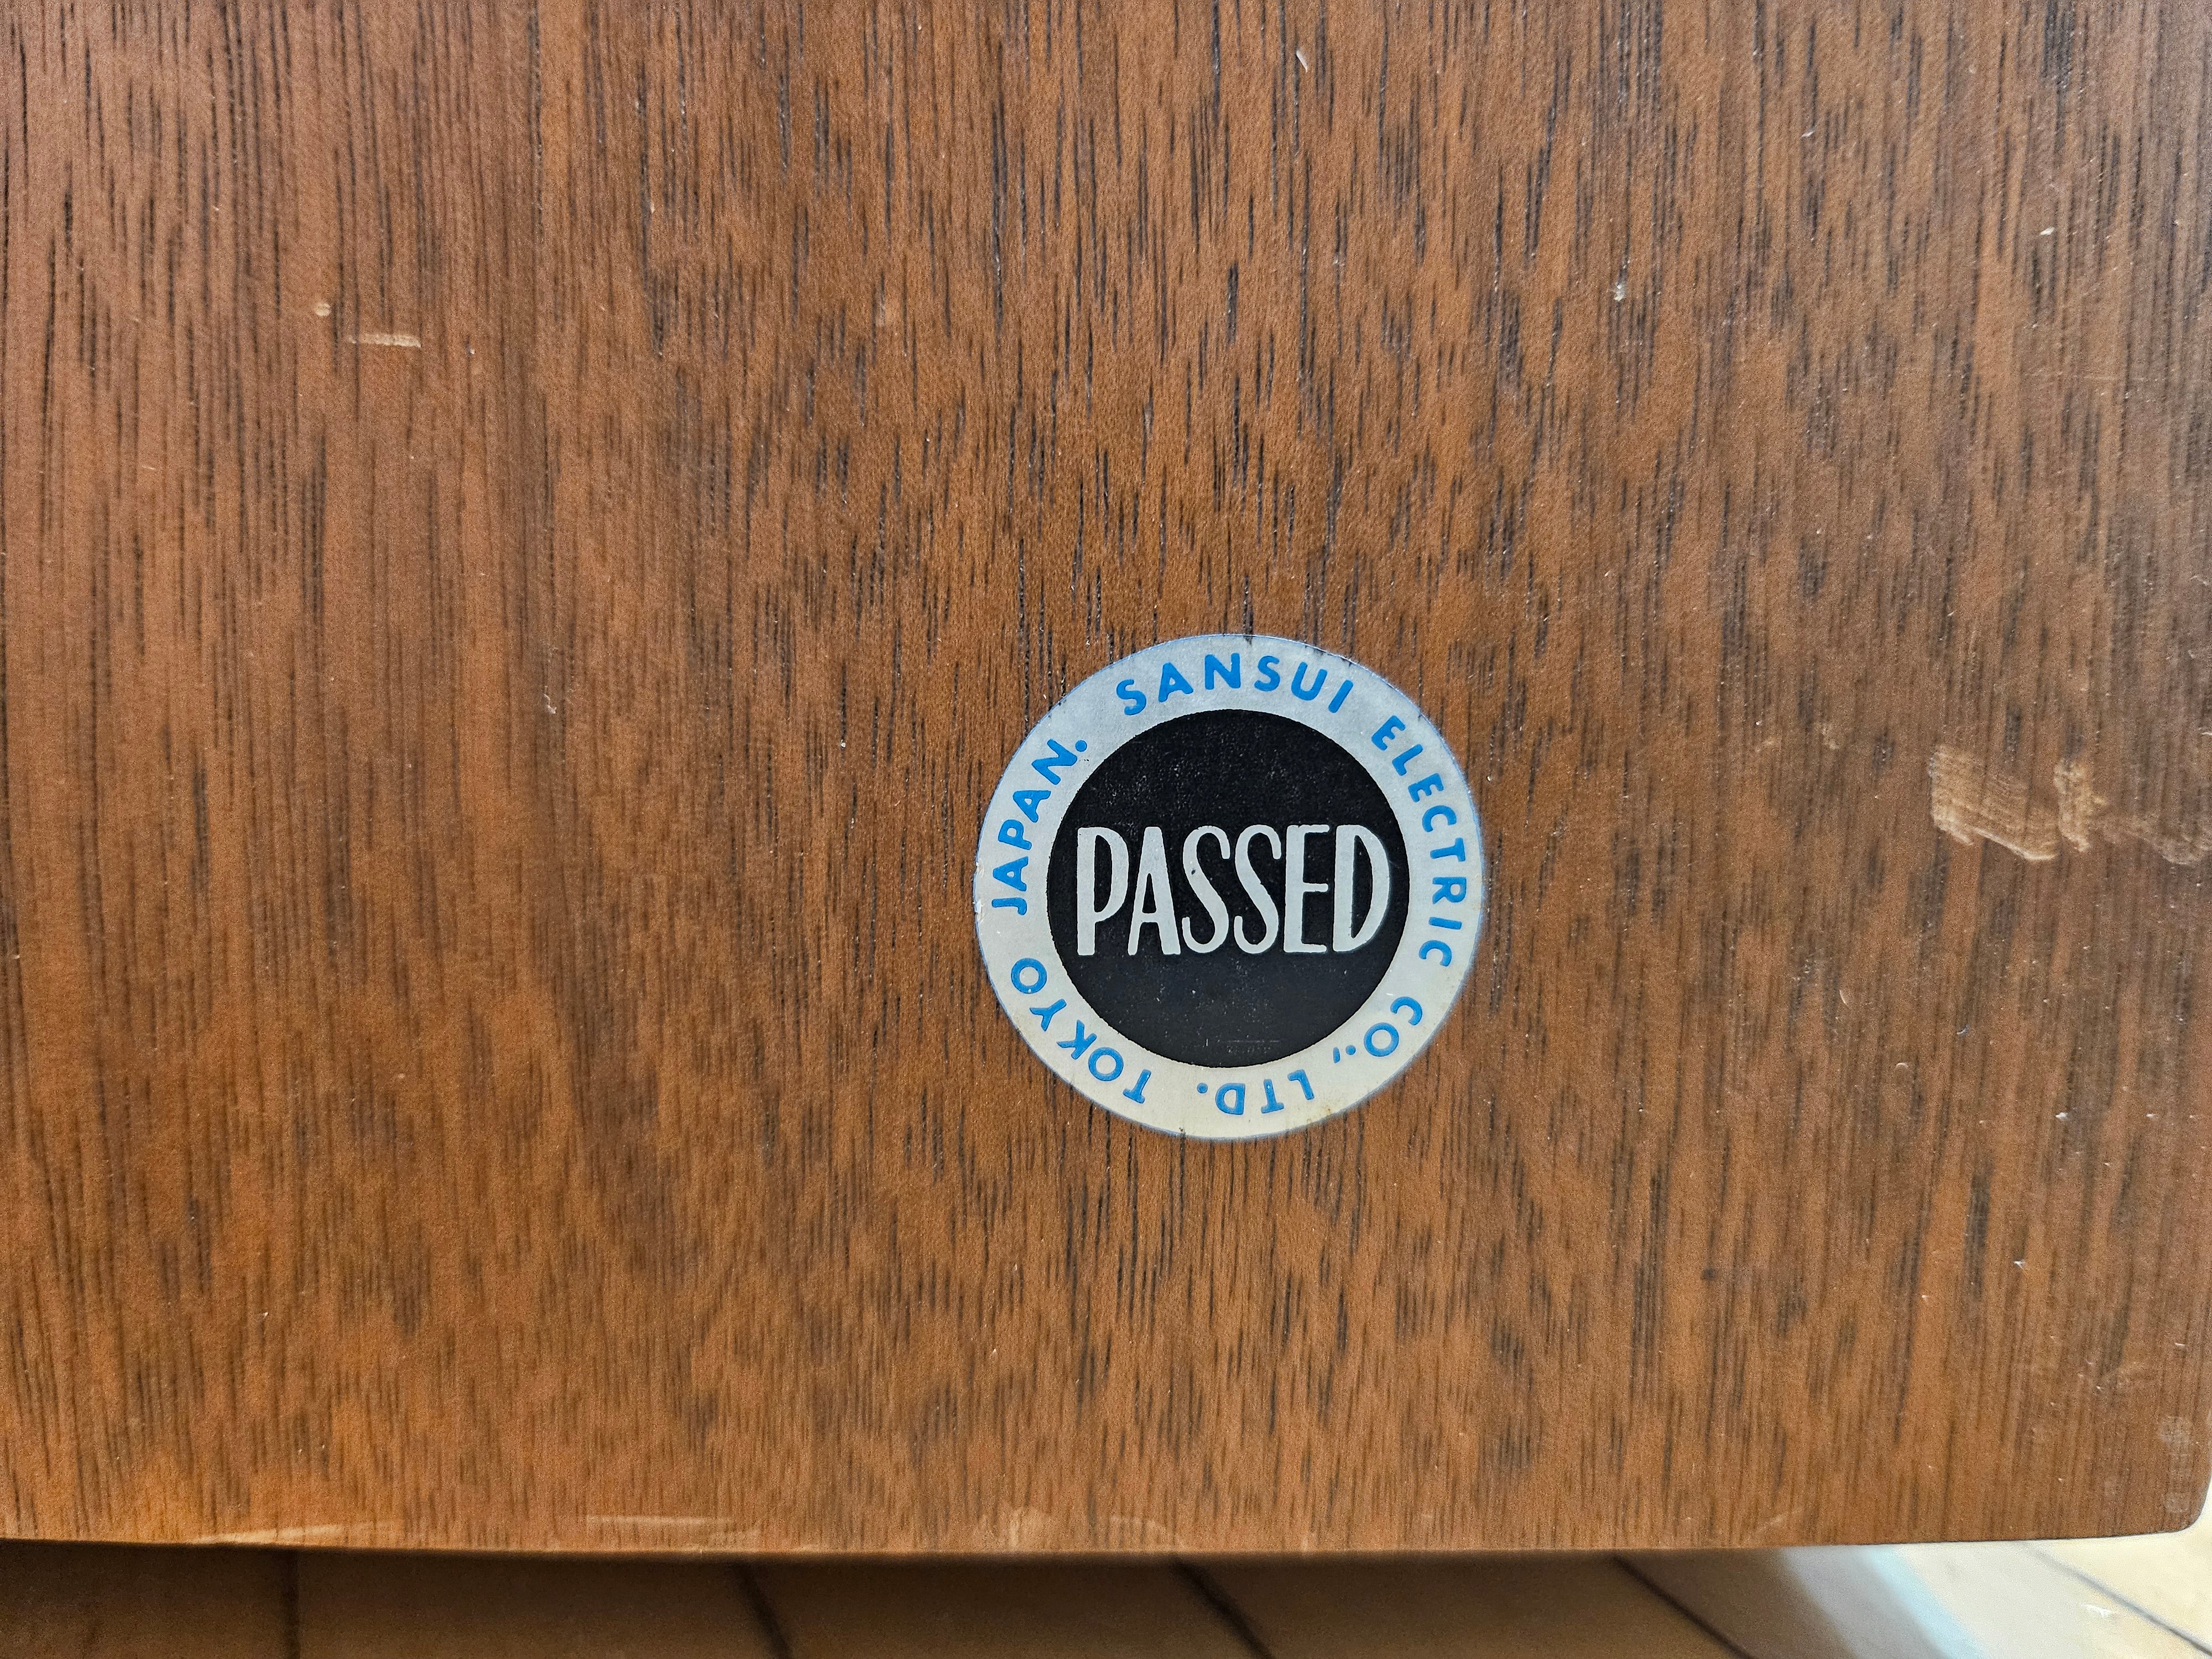 SANSUI ELECTRIC CO., LTD. TOKYO JAPAN.
PASSED